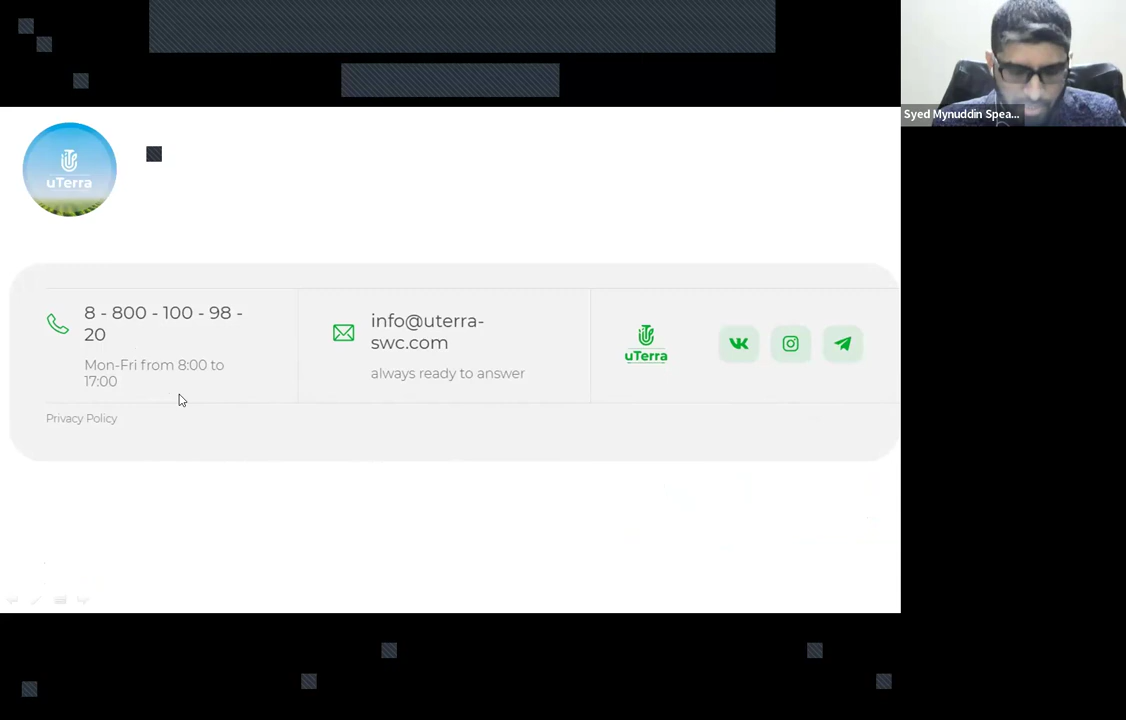 Syed Mynuddin Spea...
uTerra
8 - 800 - 100 - 98 -
20
Mon-Fri from 8:00 to
17:00
info@uterra-
swc.com
always ready to answer
uTerra
Privacy Policy